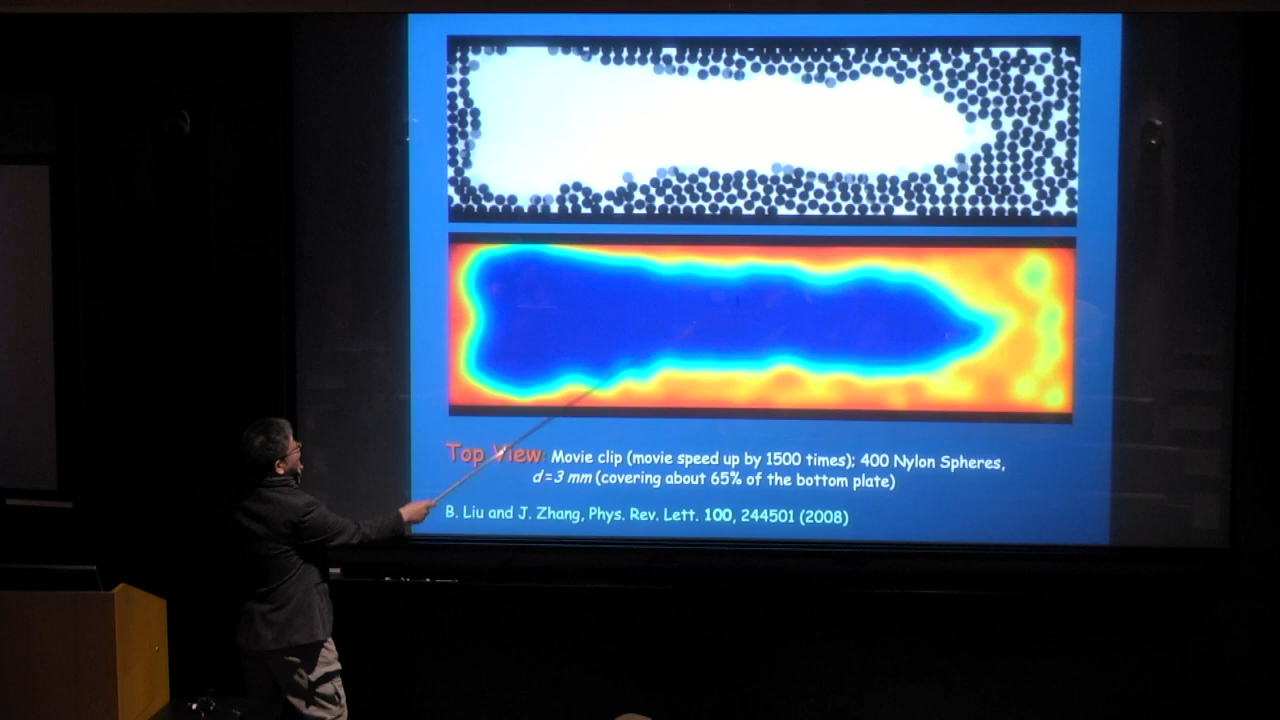 Top View: Movie clip (movie speed up by 1500 times); 400 Nylon Spheres,
d=3 mm (covering about 65% of the bottom plate)
B. Liu and J. Zhang, Phys. Rev. Lett. 100, 244501 (2008)